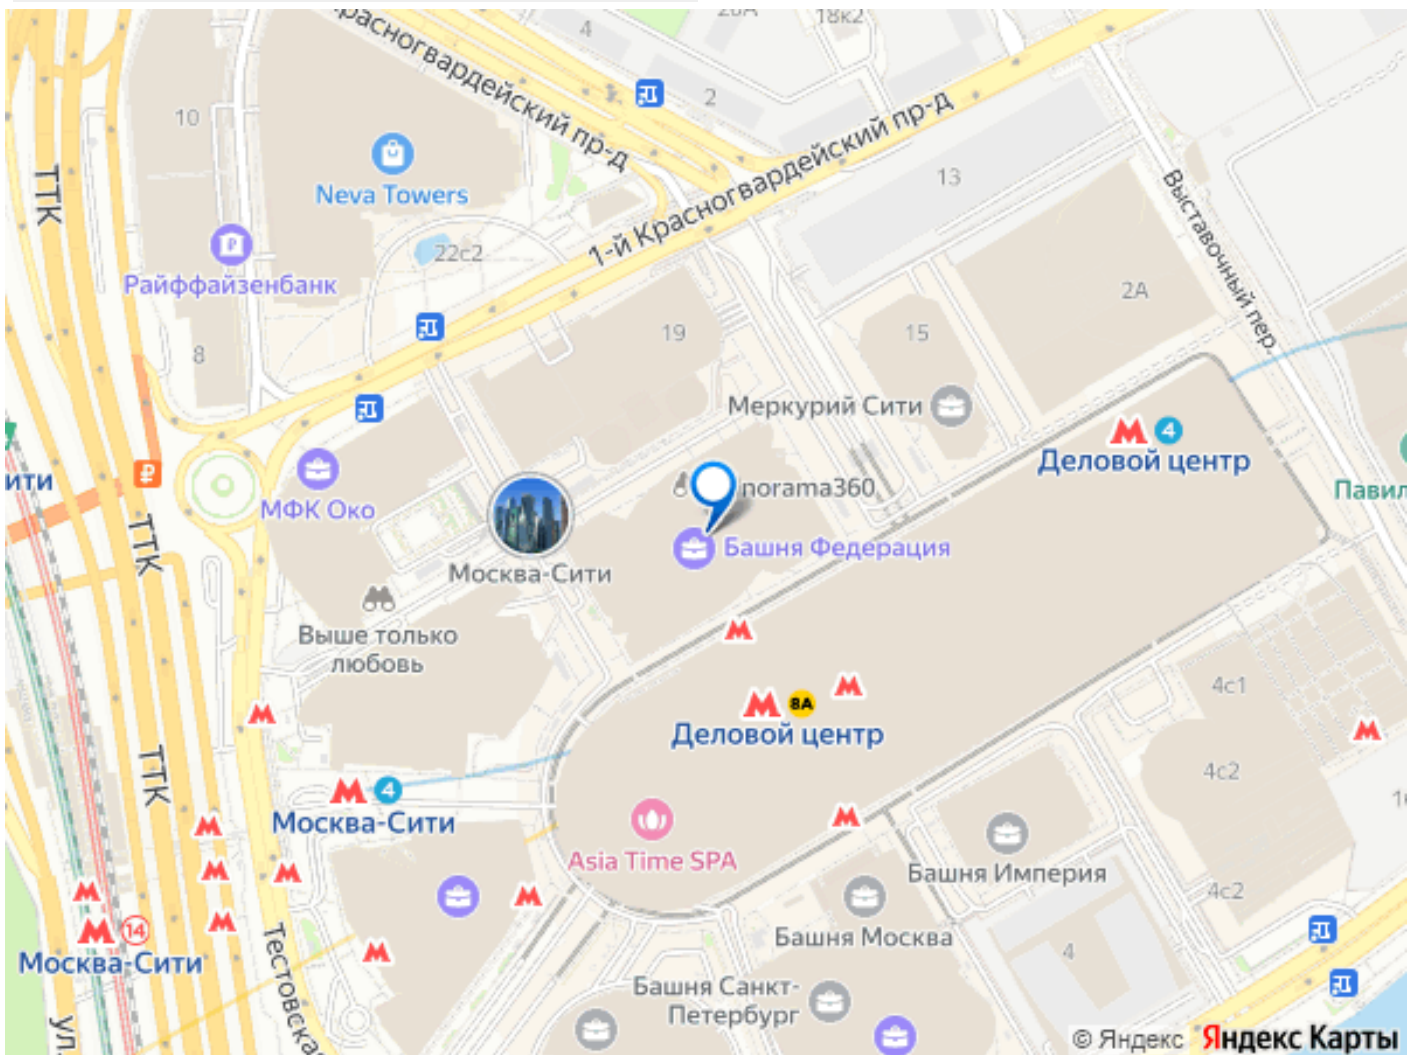 4
18к2
Красногвардейский пр-д
2
10
1-й Красногвардейский пр-д
ТТК
Neva Towers
13
Выставочный пер.
22с2
Райффайзенбанк
2А
8
19
15
Меркурий Сити
4
Деловой центр
ити
МФК Око
norama360
Павил
Башня Федерация
ТТК
Москва-Сити
Выше только
любовь
4с1
8А
Деловой центр
ТТК
4с2
4
Москва-Сити
Asia Time SPA
Башня Империя
4с2
14
Москва-Сити
Башня Москва
4
Тестовская
Башня Санкт-
Петербург
ул.
© Яндекс Яндекс Карты